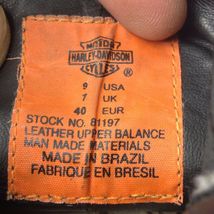 MOTOR
HARLEY-DAVIDSON
CYCLES
9 USA
7 UK
40 EUR
STOCK NO. 81197
LEATHER UPPER BALANCE
MAN MADE MATERIALS
MADE IN BRAZIL
FABRIQUE EN BRESIL